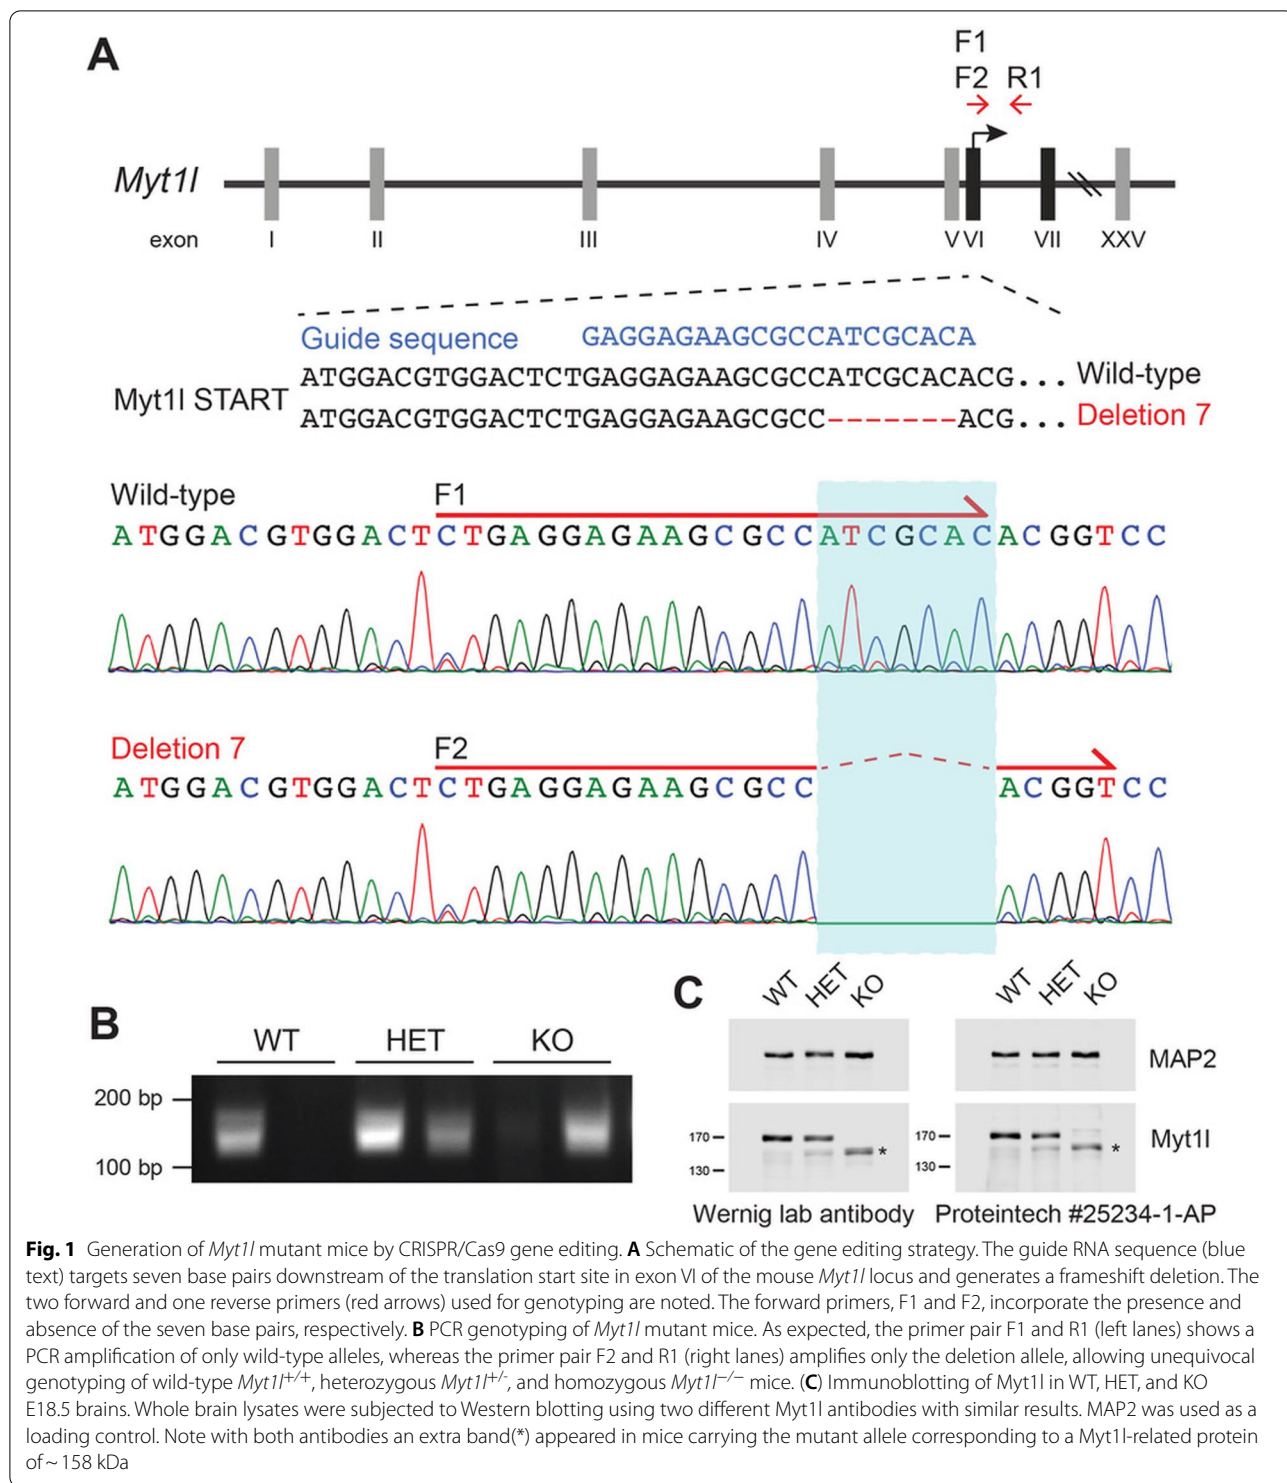 A
F1
F2 R1
Myt1l
exon I II III IV V VI VII XXV
Guide sequence GAGGAGAAGCGCCATCGCACA
Myt1l START
ATGGACGTGGACTCTGAGGAGAAGCGCCATCGCACACG... Wild-type
ATGGACGTGGACTCTGAGGAGAAGCGCC-------ACG... Deletion 7
Wild-type F1
ATGGACGTGGACTCTGAGGAGAAGCGCCATCGCACACGGTCC
Deletion 7 F2
ATGGACGTGGACTCTGAGGAGAAGCGCC ACGGTCC
B
WT HET KO
200 bp
100 bp
C
WT HET KO WT HET KO
MAP2
170 170 Myt1l
* *
130 130
Wernig lab antibody Proteintech #25234-1-AP
Fig. 1 Generation of Myt1l mutant mice by CRISPR/Cas9 gene editing. A Schematic of the gene editing strategy. The guide RNA sequence (blue
text) targets seven base pairs downstream of the translation start site in exon VI of the mouse Myt1l locus and generates a frameshift deletion. The
two forward and one reverse primers (red arrows) used for genotyping are noted. The forward primers, F1 and F2, incorporate the presence and
absence of the seven base pairs, respectively. B PCR genotyping of Myt1l mutant mice. As expected, the primer pair F1 and R1 (left lanes) shows a
PCR amplification of only wild-type alleles, whereas the primer pair F2 and R1 (right lanes) amplifies only the deletion allele, allowing unequivocal
genotyping of wild-type Myt1l+/+, heterozygous Myt1l+/-, and homozygous Myt1l−/− mice. (C) Immunoblotting of Myt1l in WT, HET, and KO
E18.5 brains. Whole brain lysates were subjected to Western blotting using two different Myt1l antibodies with similar results. MAP2 was used as a
loading control. Note with both antibodies an extra band(*) appeared in mice carrying the mutant allele corresponding to a Myt1l-related protein
of ~ 158 kDa